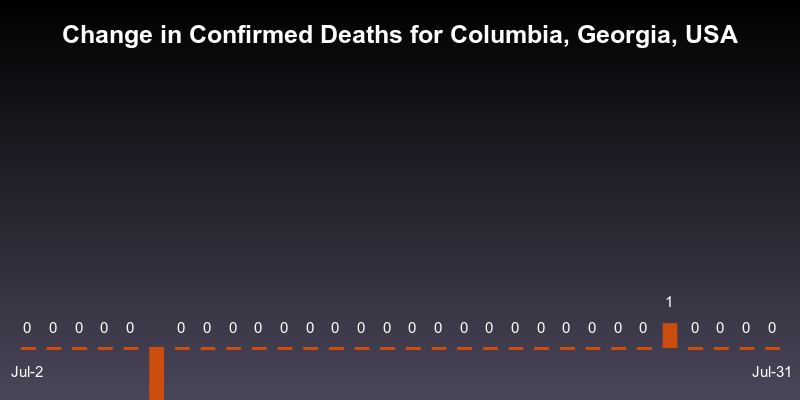 Change in Confirmed Deaths for Columbia, Georgia, USA
1
0 0 0 0 0 0 0 0 0 0 0 0 0 0 0 0 0 0 0 0 0 0 0 0 0 0 0 0
Jul-2 Jul-31